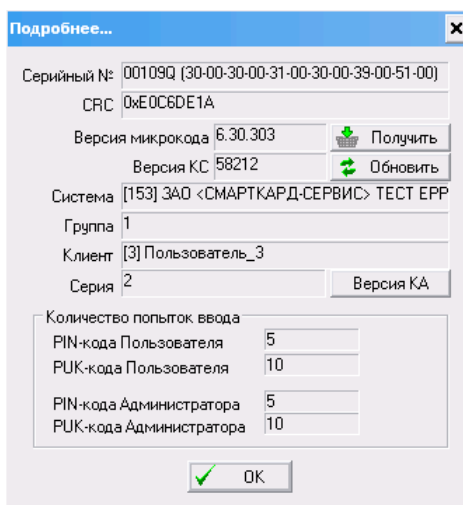 Подробнее...
Серийный № 00109Q (30-00-30-00-31-00-30-00-39-00-51-00)
CRC 0xE0C6DE1A
Версия микрокода 6.30.303 Получить
Версия КС 58212 Обновить
Система [153] ЗАО <СМАРТКАРД-СЕРВИС> ТЕСТ ЕРР
Группа 1
Клиент [3] Пользователь_3
Серия 2 Версия КА
Количество попыток ввода
PIN-кода Пользователя 5
PUK-кода Пользователя 10
PIN-кода Администратора 5
PUK-кода Администратора 10
OK